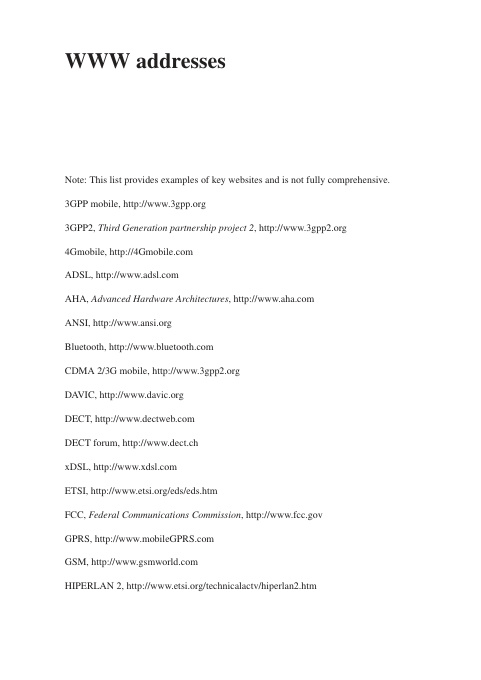 WWW addresses
Note: This list provides examples of key websites and is not fully comprehensive.
3GPP mobile, http://www.3gpp.org
3GPP2, Third Generation partnership project 2, http://www.3gpp2.org
4Gmobile, http://4Gmobile.com
ADSL, http://www.adsl.com
AHA, Advanced Hardware Architectures, http://www.aha.com
ANSI, http://www.ansi.org
Bluetooth, http://www.bluetooth.com
CDMA 2/3G mobile, http://www.3gpp2.org
DAVIC, http://www.davic.org
DECT, http://www.dectweb.com
DECT forum, http://www.dect.ch
xDSL, http://www.xdsl.com
ETSI, http://www.etsi.org/eds/eds.htm
FCC, Federal Communications Commission, http://www.fcc.gov
GPRS, http://www.mobileGPRS.com
GSM, http://www.gsmworld.com
HIPERLAN 2, http://www.etsi.org/technicalactv/hiperlan2.htm